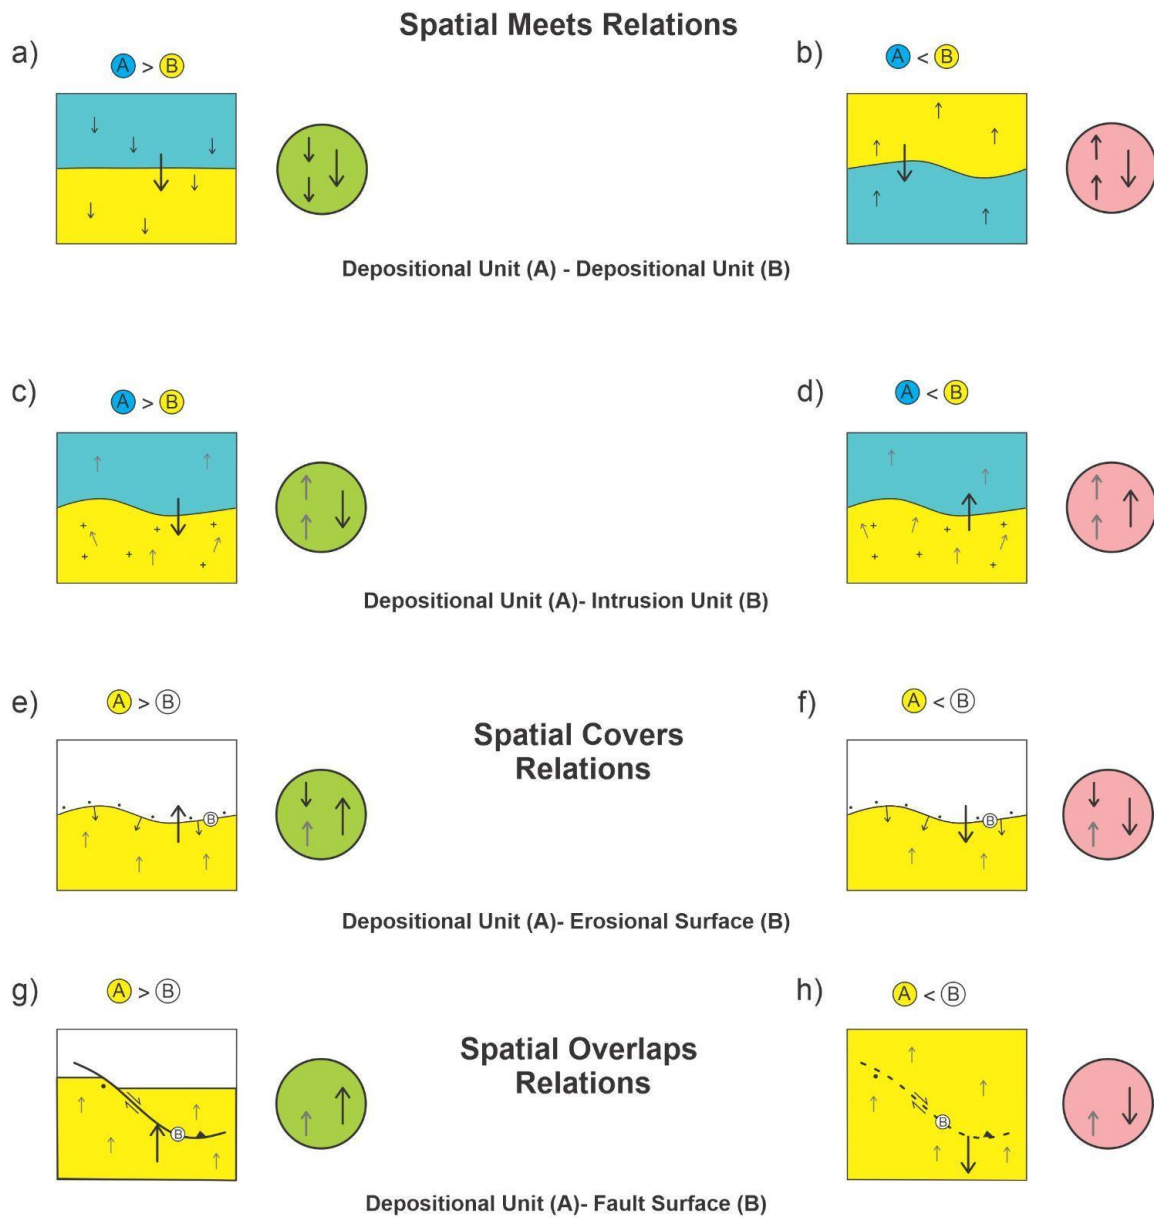 Spatial Meets Relations
a)
A > B
b)
A < B
Depositional Unit (A) - Depositional Unit (B)
c)
A > B
d)
A < B
Depositional Unit (A)- Intrusion Unit (B)
e)
A > B
f)
A < B
Spatial Covers
Relations
B
B
Depositional Unit (A)- Erosional Surface (B)
g)
A > B
h)
A < B
Spatial Overlaps
Relations
B
B
Depositional Unit (A)- Fault Surface (B)